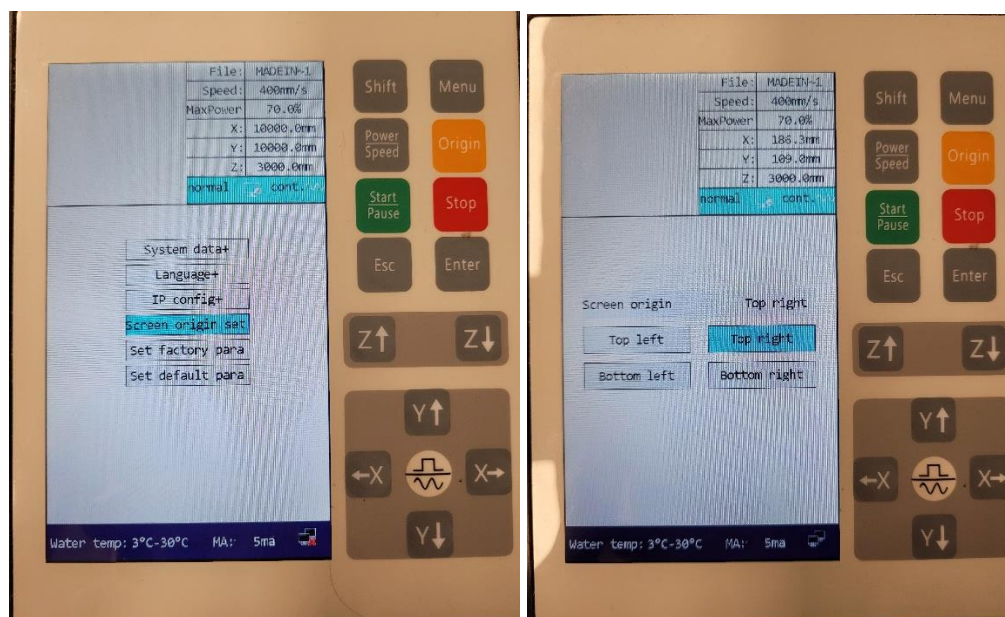 File: MADEIN~1
Speed: 400mm/s
MaxPower 70.0%
X: 10000.0mm
Y: 10000.0mm
Z: 3000.0mm
normal cont.
System data+
Language+
IP config+
Screen origin set
Set factory para
Set default para
Water temp: 3°C-30°C MA: 5ma
Shift Menu
Power
Speed
Origin
Start
Pause
Stop
Esc Enter
Z↑ Z↓
Y↑
←X X→
Y↓
File: MADEIN~1
Speed: 400mm/s
MaxPower 70.0%
X: 186.3mm
Y: 109.0mm
Z: 3000.0mm
normal cont.
Screen origin Top right
Top left Top right
Bottom left Bottom right
Water temp: 3°C-30°C MA: 5ma
Shift Menu
Power
Speed
Origin
Start
Pause
Stop
Esc Enter
Z↑ Z↓
Y↑
←X X→
Y↓